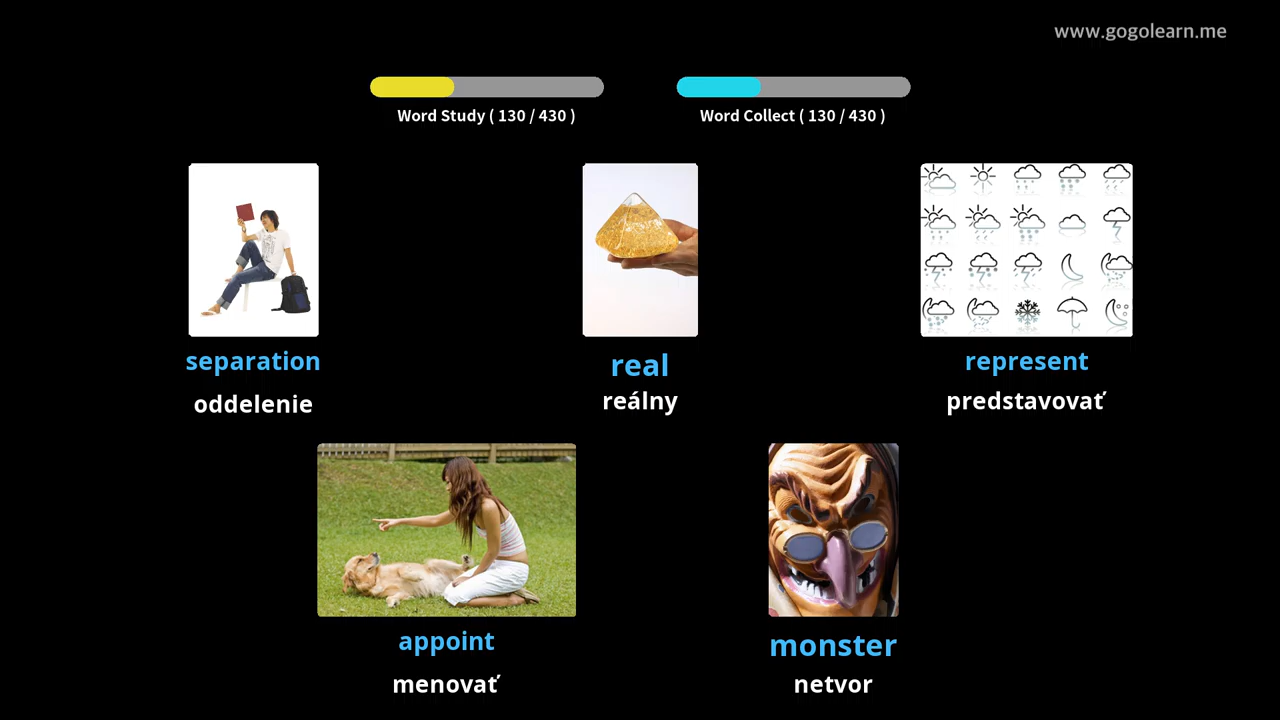 www.gogolearn.me
Word Study ( 130 / 430 )
Word Collect ( 130 / 430 )
separation
real
represent
oddelenie
reálny
predstavovať
appoint
monster
menovať
netvor